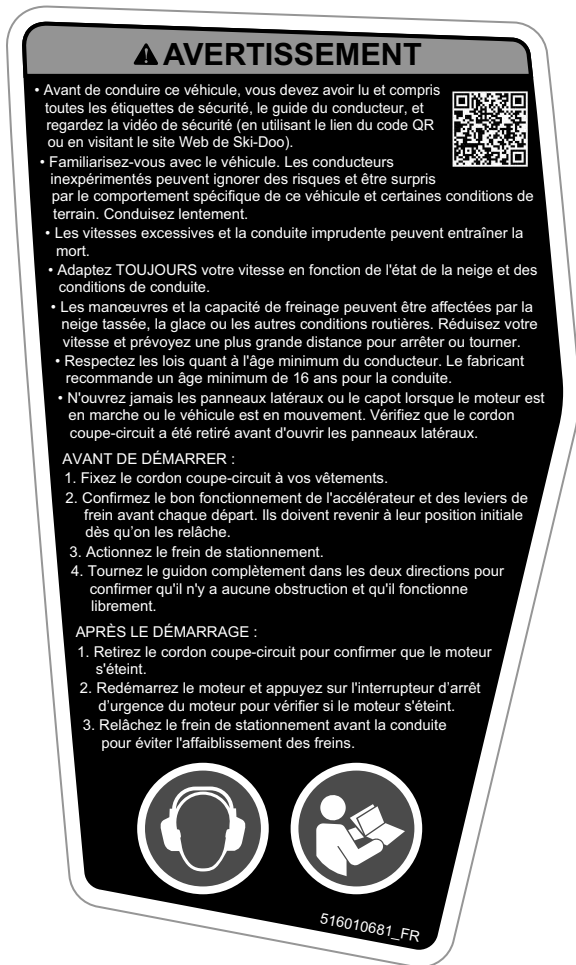 ⚠ AVERTISSEMENT
• Avant de conduire ce véhicule, vous devez avoir lu et compris
toutes les étiquettes de sécurité, le guide du conducteur, et
regardez la vidéo de sécurité (en utilisant le lien du code QR
ou en visitant le site Web de Ski-Doo).
• Familiarisez-vous avec le véhicule. Les conducteurs
inexpérimentés peuvent ignorer des risques et être surpris
par le comportement spécifique de ce véhicule et certaines conditions de
terrain. Conduisez lentement.
• Les vitesses excessives et la conduite imprudente peuvent entraîner la
mort.
• Adaptez TOUJOURS votre vitesse en fonction de l'état de la neige et des
conditions de conduite.
• Les manœuvres et la capacité de freinage peuvent être affectées par la
neige tassée, la glace ou les autres conditions routières. Réduisez votre
vitesse et prévoyez une plus grande distance pour arrêter ou tourner.
• Respectez les lois quant à l'âge minimum du conducteur. Le fabricant
recommande un âge minimum de 16 ans pour la conduite.
• N'ouvrez jamais les panneaux latéraux ou le capot lorsque le moteur est
en marche ou le véhicule est en mouvement. Vérifiez que le cordon
coupe-circuit a été retiré avant d'ouvrir les panneaux latéraux.
AVANT DE DÉMARRER :
1. Fixez le cordon coupe-circuit à vos vêtements.
2. Confirmez le bon fonctionnement de l'accélérateur et des leviers de
frein avant chaque départ. Ils doivent revenir à leur position initiale
dès qu'on les relâche.
3. Actionnez le frein de stationnement.
4. Tournez le guidon complètement dans les deux directions pour
confirmer qu'il n'y a aucune obstruction et qu'il fonctionne
librement.
APRÈS LE DÉMARRAGE :
1. Retirez le cordon coupe-circuit pour confirmer que le moteur
s'éteint.
2. Redémarrez le moteur et appuyez sur l'interrupteur d'arrêt
d'urgence du moteur pour vérifier si le moteur s'éteint.
3. Relâchez le frein de stationnement avant la conduite
pour éviter l'affaiblissement des freins.
516010681_FR